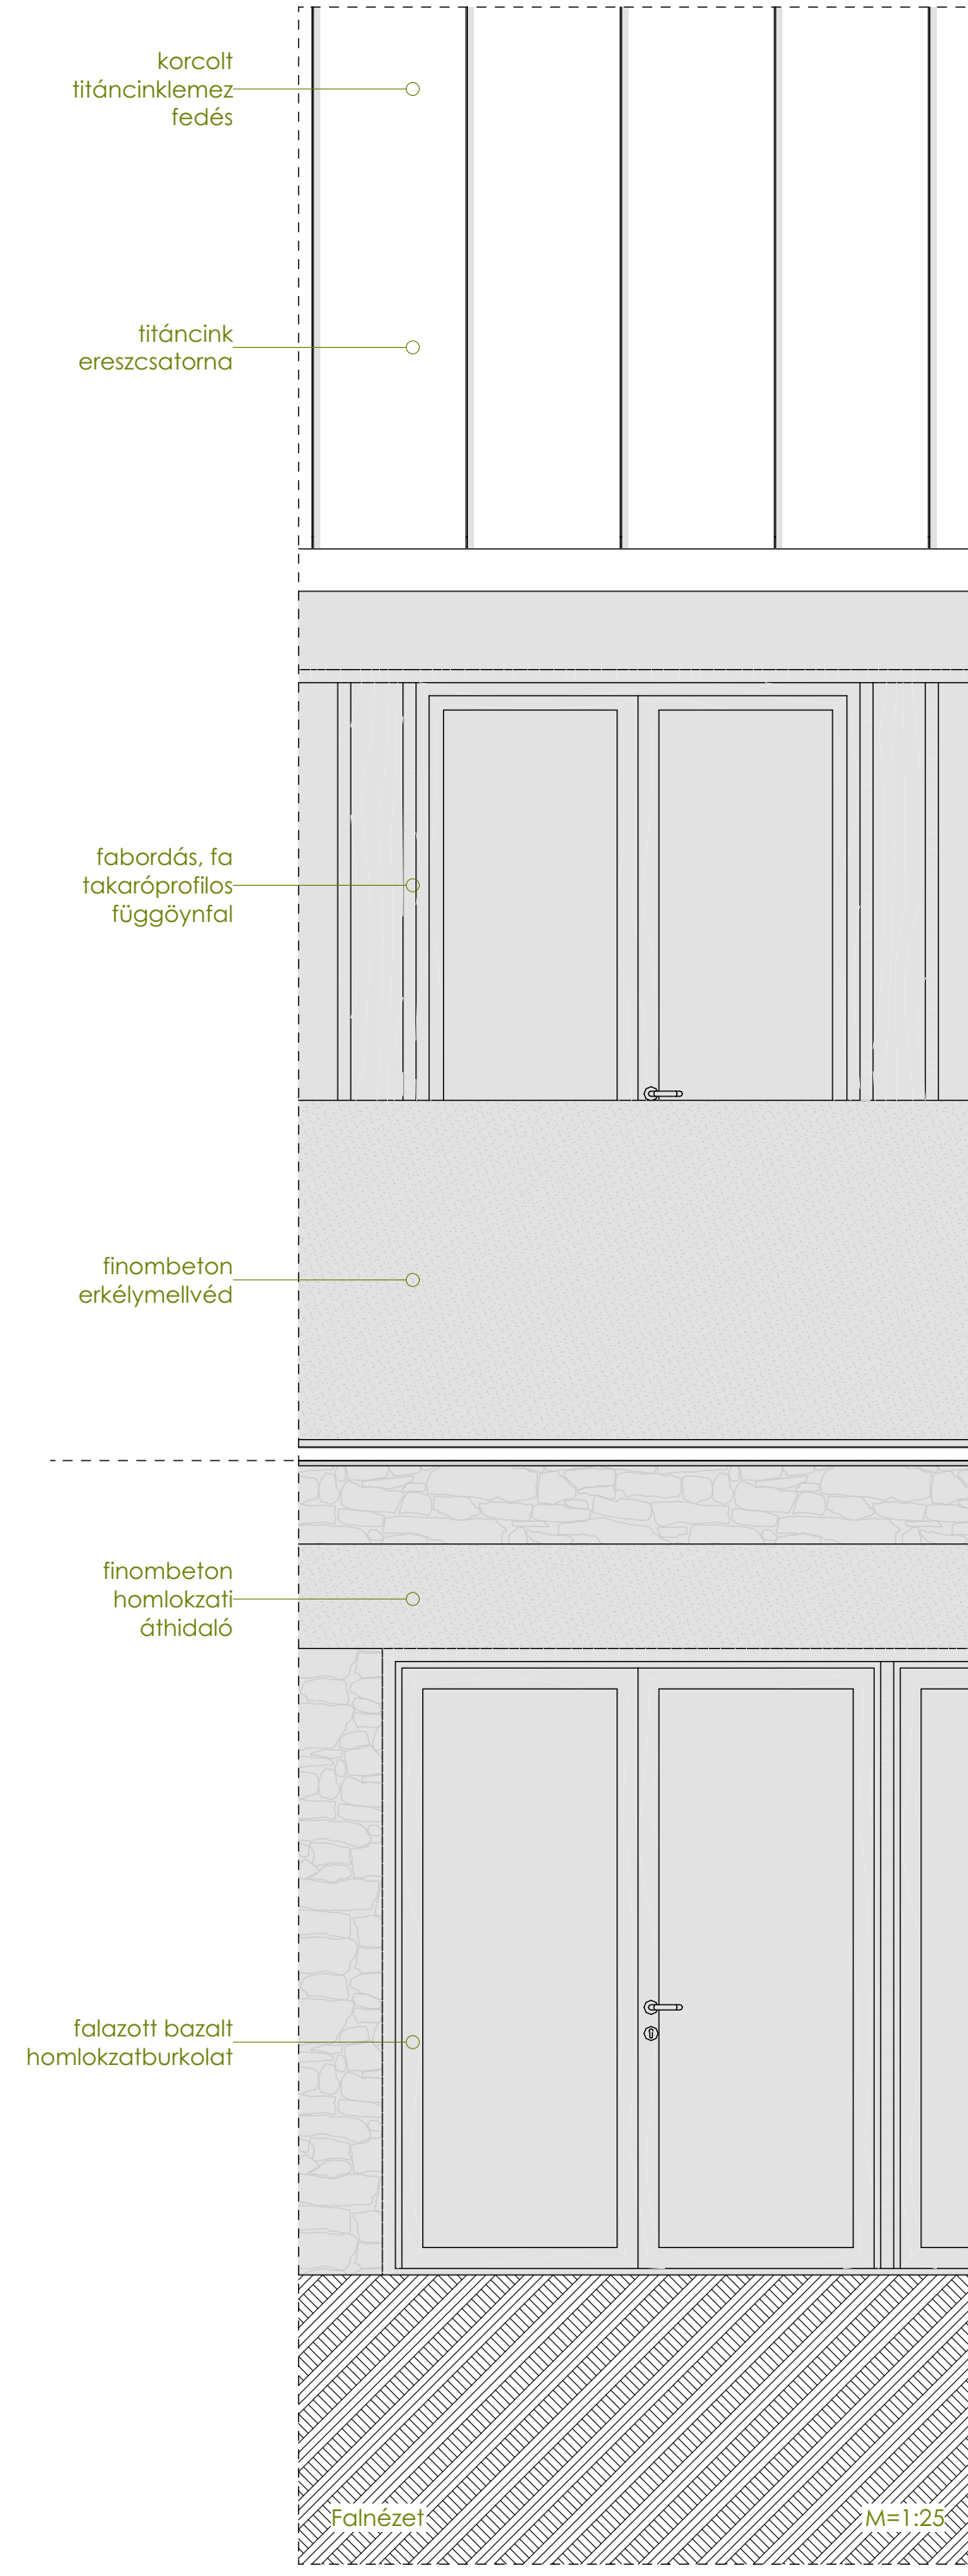 korcolt
titáncinklemez
fedés
titáncink
ereszcsatorna
fabordás, fa
takaróprofilos
függöynfal
finombeton
erkélymellvéd
finombeton
homlokzati
áthidaló
falazott bazalt
homlokzatburkolat
Falnézet
M=1:25